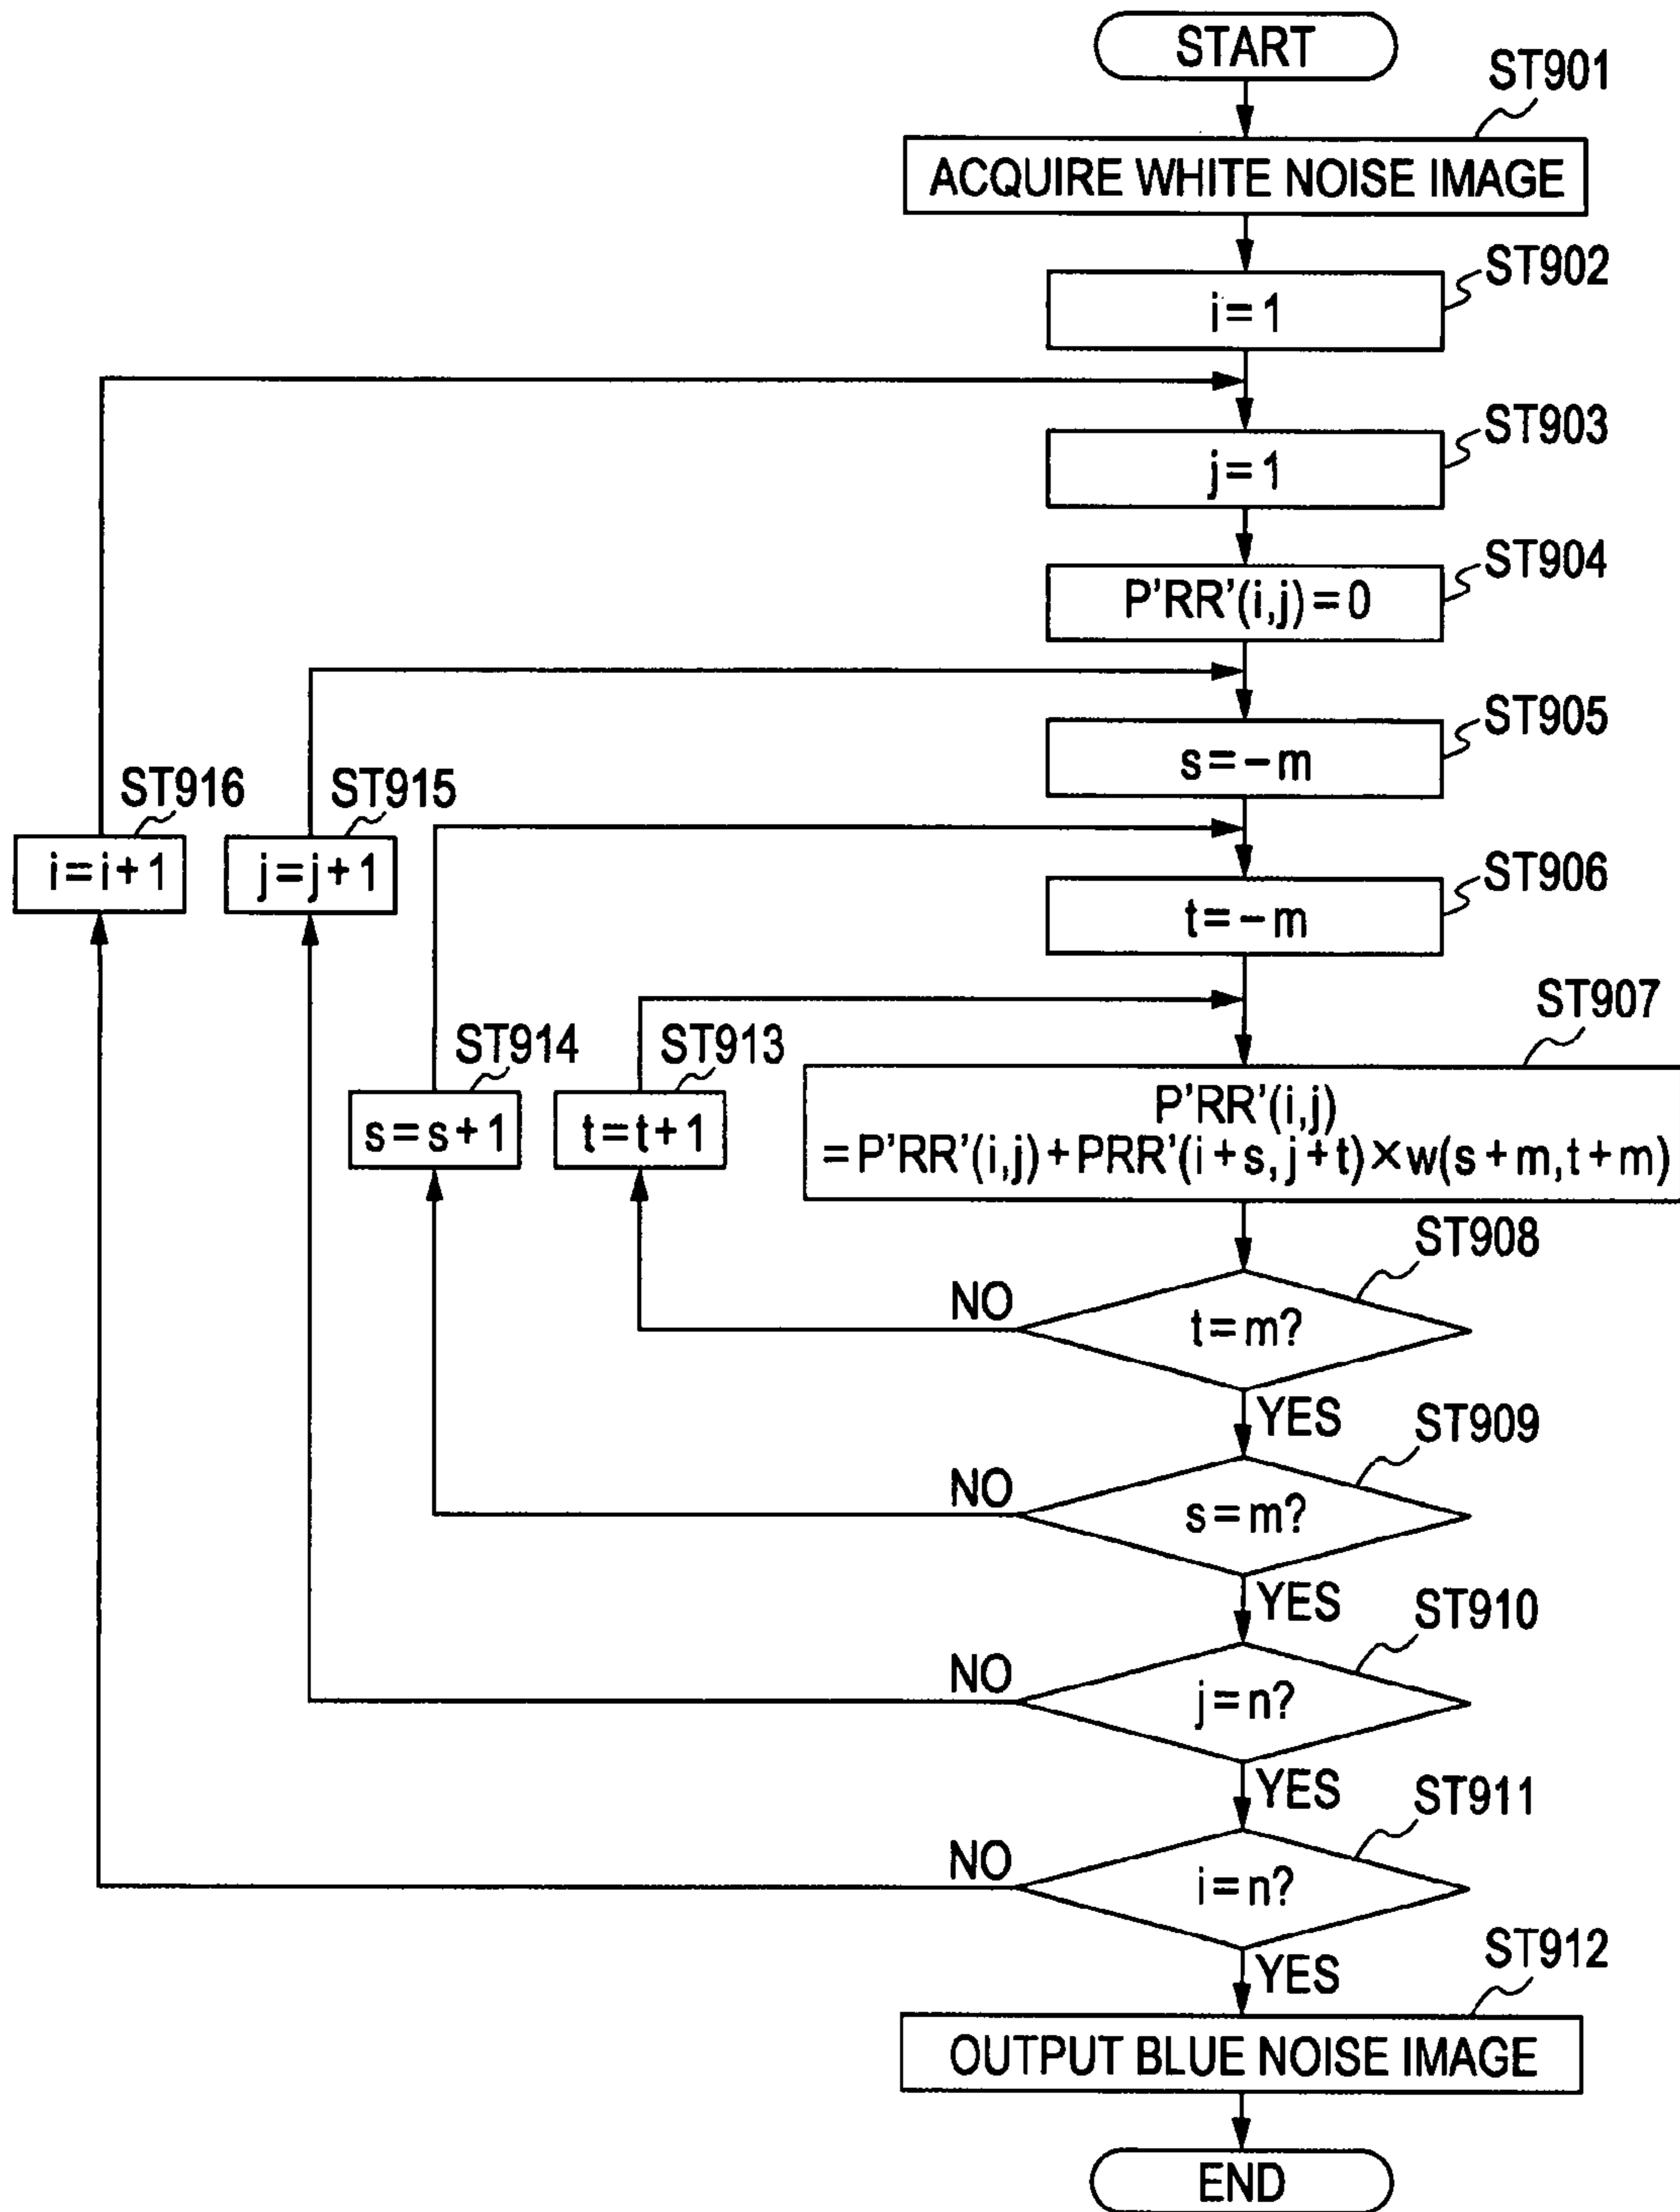 START
ST901
ACQUIRE WHITE NOISE IMAGE
ST902
i=1
ST903
j=1
ST904
P'RR'(i,j)=0
ST905
s=-m
ST916
i=i+1
ST915
j=j+1
ST906
t=-m
ST907
P'RR'(i,j)
=P'RR'(i,j)+PRR'(i+s,j+t)×w(s+m,t+m)
ST914
s=s+1
ST913
t=t+1
ST908
NO
t=m?
YES
ST909
NO
s=m?
YES
ST910
NO
j=n?
YES
ST911
NO
i=n?
YES
ST912
OUTPUT BLUE NOISE IMAGE
END